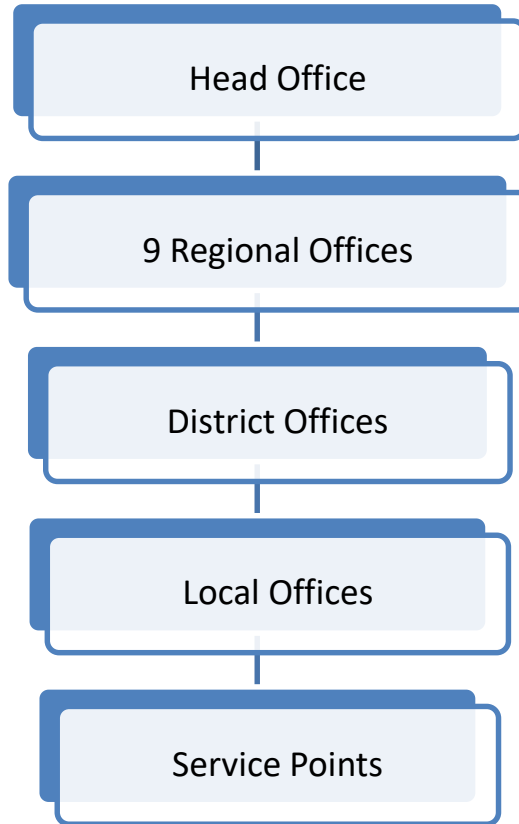 Head Office
9 Regional Offices
District Offices
Local Offices
Service Points